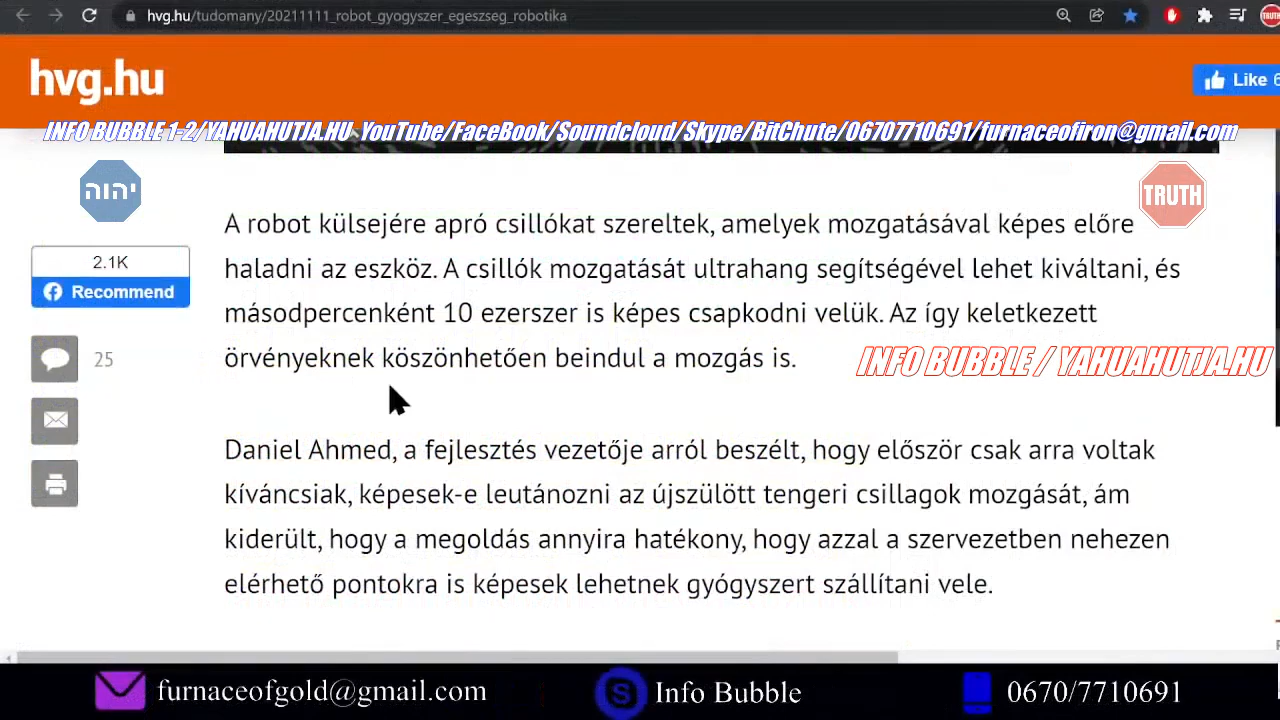 hvg.hu/tudomany/20211111_robot_gyogyszer_egeszseg_robotika
TRUTH
hvg.hu
Like 6
INFO BUBBLE 1-2/YAHUAHUTJA.HU YouTube/FaceBook/Soundcloud/Skype/BitChute/06707710691/furnaceofiron@gmail.com
יהוה
TRUTH
A robot külsejére apró csillókat szereltek, amelyek mozgatásával képes előre
haladni az eszköz. A csillók mozgatását ultrahang segítségével lehet kiváltani, és
másodpercenként 10 ezerszer is képes csapkodni velük. Az így keletkezett
örvényeknek köszönhetően beindul a mozgás is.
2.1K
Recommend
25
INFO BUBBLE / YAHUAHUTJA.HU
Daniel Ahmed, a fejlesztés vezetője arról beszélt, hogy először csak arra voltak
kíváncsiak, képesek-e leutánozni az újszülött tengeri csillagok mozgását, ám
kiderült, hogy a megoldás annyira hatékony, hogy azzal a szervezetben nehezen
elérhető pontokra is képesek lehetnek gyógyszert szállítani vele.
furnaceofgold@gmail.com
Info Bubble
0670/7710691